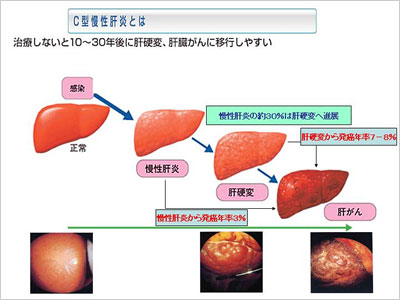 C型慢性肝炎とは
治療しないと10～30年後に肝硬変、肝臓がんに移行しやすい
感染
正常
慢性肝炎の約30%は肝硬変へ進展
肝硬変から発癌年率7－8%
慢性肝炎
肝硬変
慢性肝炎から発癌年率3%
肝がん